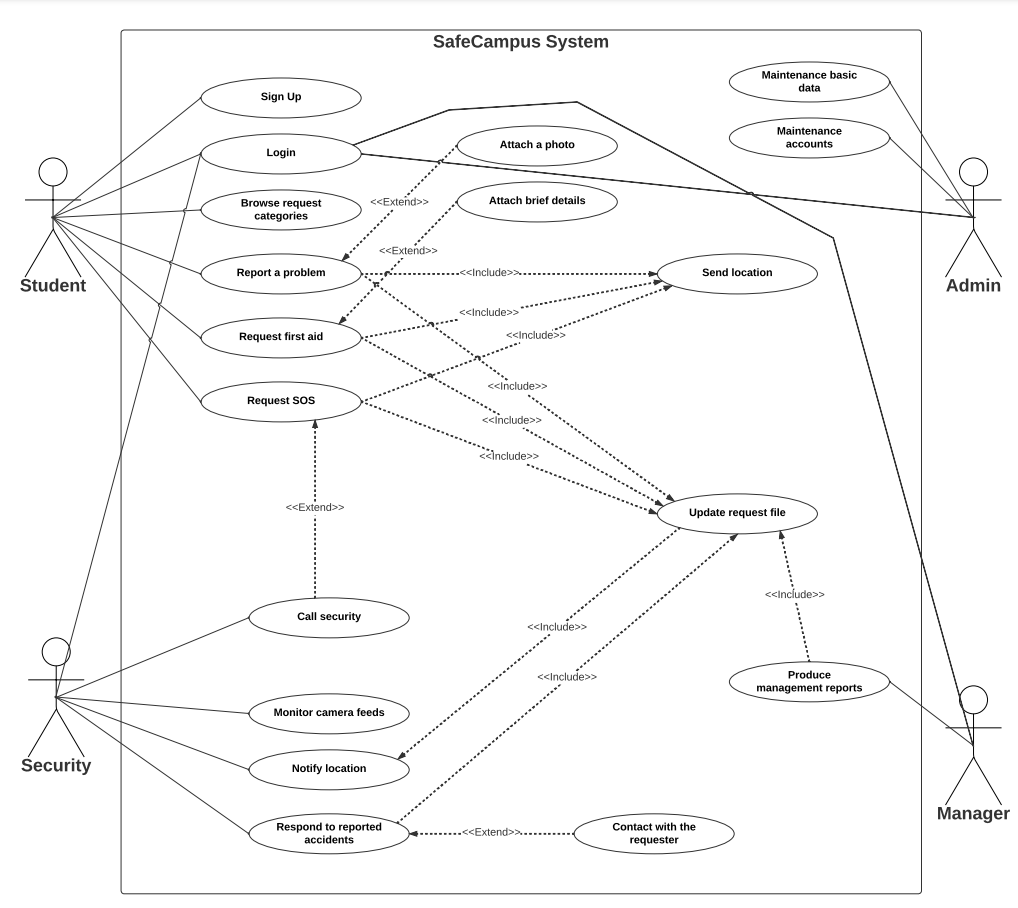 SafeCampus System
Sign Up
Maintenance basic
data
Login
Attach a photo
Maintenance
accounts
Browse request
categories
<<Extend>>
Attach brief details
<<Extend>>
Student
Report a problem
<<Include>>
Send location
Admin
<<Include>>
Request first aid
<<Include>>
Request SOS
<<Include>>
<<Include>>
<<Include>>
<<Extend>>
Update request file
<<Include>>
Call security
<<Include>>
<<Include>>
Produce
management reports
Monitor camera feeds
Security
Notify location
Manager
Respond to reported
accidents
<<Extend>>
Contact with the
requester